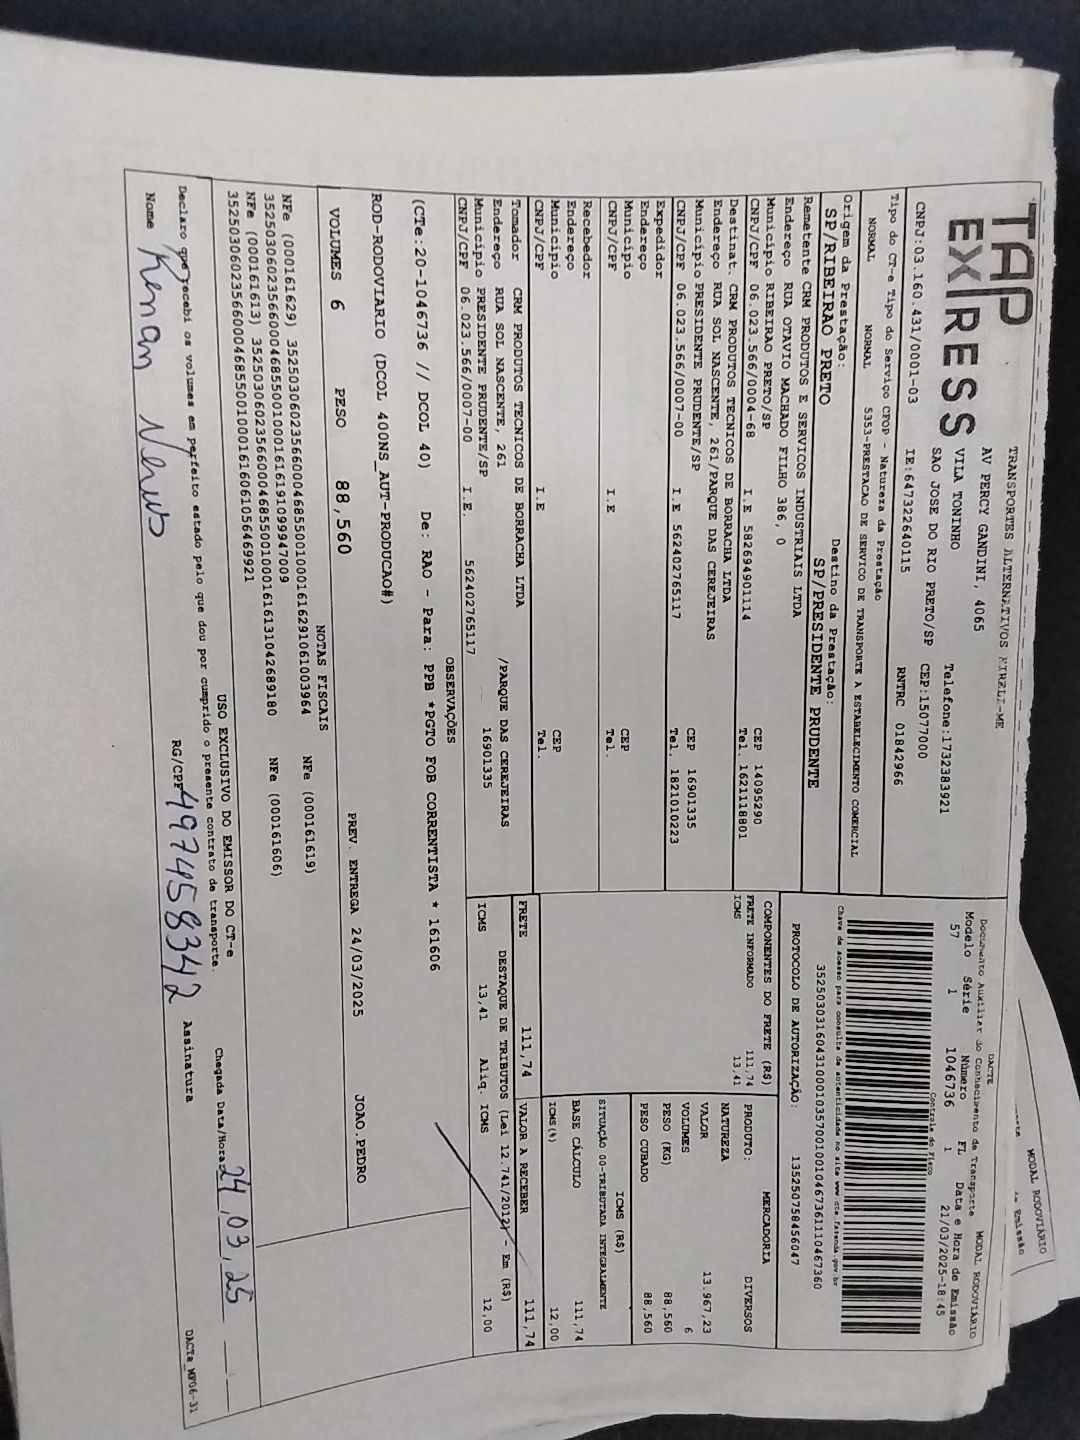 TAP
EXPRESS
TRANSPORTES ALTERNATIVOS PIRELI-ME
AV PERCY GANDINI, 4065
VILA TONINHO
SAO JOSE DO RIO PRETO/SP
Telefone:1732383921
CEP:15077000
CNPJ:03.160.431/0001-03 IE:647322640115 RNTRC 01842966
Tipo do CT-e Tipo do Serviço CFOP - Natureza da Prestação
NORMAL NORMAL 5353-PRESTACAO DE SERVICO DE TRANSPORTE A ESTABELECIMENTO COMERCIAL
Origem da Prestação: Destino da Prestação:
SP/RIBEIRAO PRETO SP/PRESIDENTE PRUDENTE
Remetente CRM PRODUTOS E SERVICOS INDUSTRIAIS LTDA
Endereço RUA OTAVIO MACHADO FILHO 386, 0
Município RIBEIRAO PRETO/SP CEP 14095290
CNPJ/CPF 06.023.566/0004-68 I.E 582694901114 Tel. 1621118801
Destinat. CRM PRODUTOS TECNICOS DE BORRACHA LTDA
Endereço RUA SOL NASCENTE, 261/PARQUE DAS CEREJEIRAS
Município PRESIDENTE PRUDENTE/SP CEP 16901335
CNPJ/CPF 06.023.566/0007-00 I.E 562402765117 Tel. 1821010223
Expedidor
Endereço
Município CEP
CNPJ/CPF I.E Tel.
Recebedor
Endereço
Município CEP
CNPJ/CPF I.E Tel.
Tomador CRM PRODUTOS TECNICOS DE BORRACHA LTDA
Endereço RUA SOL NASCENTE, 261 /PARQUE DAS CEREJEIRAS
Município PRESIDENTE PRUDENTE/SP 16901335
CNPJ/CPF 06.023.566/0007-00 I.E. 562402765117
DACTE MODAL RODOVIÁRIO
Documento Auxiliar do Conhecimento de Transporte
Modelo Série Número FL Data e Hora de Emissão
57 1 1046736 1 21/03/2025-18:45
Controle do Fisco
Chave de acesso para consulta de autenticidade no site www.cte.fazenda.gov.br
35250303160431000103570010010467361110467360
PROTOCOLO DE AUTORIZAÇÃO: 135250758456047
COMPONENTES DO FRETE (R$)
FRETE INFORMADO 111,74
ICMS 13,41
MERCADORIA
PRODUTO: DIVERSOS
NATUREZA
VALOR 13.967,23
VOLUMES 6
PESO (KG) 88,560
PESO CUBADO 88,560
ICMS (R$)
SITUAÇÃO 00-TRIBUTADA INTEGRALMENTE
BASE CÁLCULO 111,74
ICMS(%) 12,00
FRETE 111,74 VALOR A RECEBER 111,74
DESTAQUE DE TRIBUTOS (Lei 12.741/2012) - Em (R$)
ICMS 13,41 Aliq. ICMS 12,00
OBSERVAÇÕES
(CTe:20-1046736 // DCOL 40) De: RAO - Para: PPB *PGTO FOB CORRENTISTA * 161606
ROD-RODOVIARIO (DCOL 400NS_AUT-PRODUCAO#)
VOLUMES 6 PESO 88,560 PREV. ENTREGA 24/03/2025 JOAO.PEDRO
NOTAS FISCAIS
NFe (000161629) 35250306023566000468550010001616291061003964 NFe (000161619)
35250306023566000468550010001616191099947009
NFe (000161613) 35250306023566000468550010001616131042689180 NFe (000161606)
35250306023566000468550010001616061056469921
USO EXCLUSIVO DO EMISSOR DO CT-e
Declaro que recebi os volumes em perfeito estado pelo que dou por cumprido o presente contrato de transporte. Chegada Data/Hora 24,03,25
Nome Renan RG/CPF 497458342 Assinatura
DACTe_MP06-31
MODAL RODOVIÁRIO